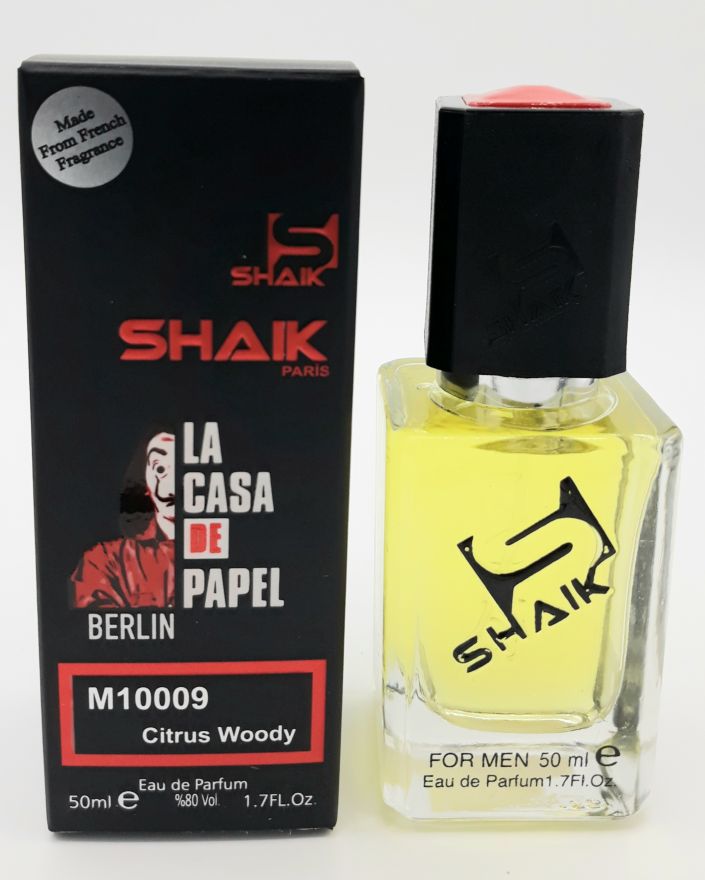 Made
From French
Fragrance
SHAIK
SHAIK
PARİS
LA
CASA
DE
PAPEL
BERLIN
M10009
Citrus Woody
Eau de Parfum
50ml e %80 Vol. 1.7FL.Oz.
SHAIK
SHAIK
FOR MEN 50 ml e
Eau de Parfum1.7Fl.Oz.